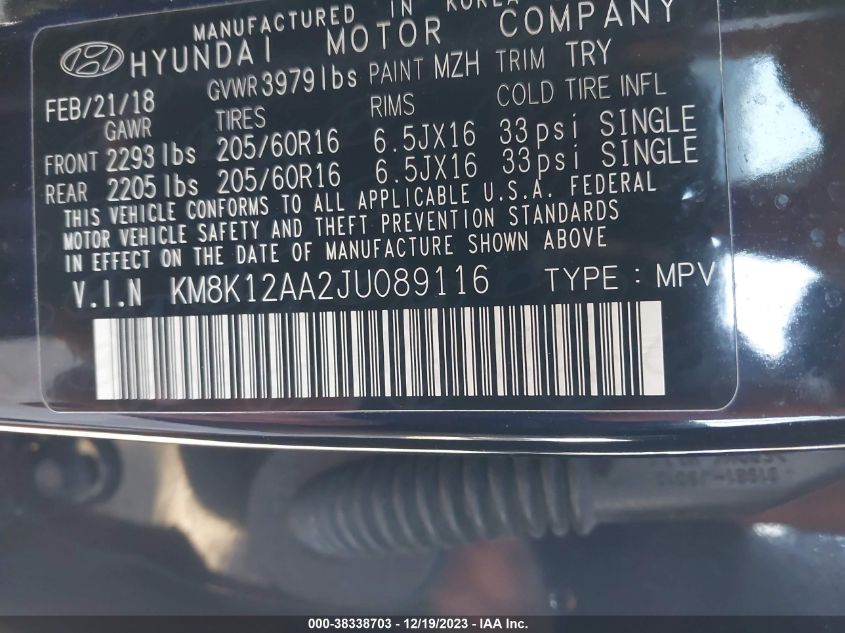 MANUFACTURED IN KOREA
HYUNDAI MOTOR COMPANY
FEB/21/18 GVWR 3979lbs PAINT MZH TRIM TRY
GAWR TIRES RIMS COLD TIRE INFL
FRONT 2293 lbs 205/60R16 6.5JX16 33psi SINGLE
REAR 2205 lbs 205/60R16 6.5JX16 33psi SINGLE
THIS VEHICLE CONFORMS TO ALL APPLICABLE U.S.A. FEDERAL
MOTOR VEHICLE SAFETY AND THEFT PREVENTION STANDARDS
IN EFFECT ON THE DATE OF MANUFACTURE SHOWN ABOVE
V.I.N KM8K12AA2JU089116 TYPE : MPV
000-38338703 - 12/19/2023 - IAA Inc.